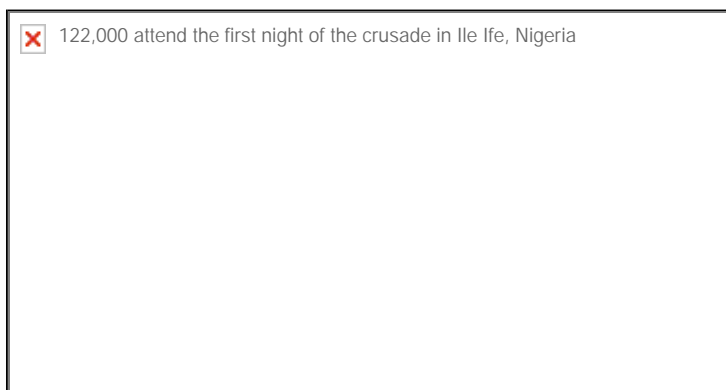 122,000 attend the first night of the crusade in Ile Ife, Nigeria